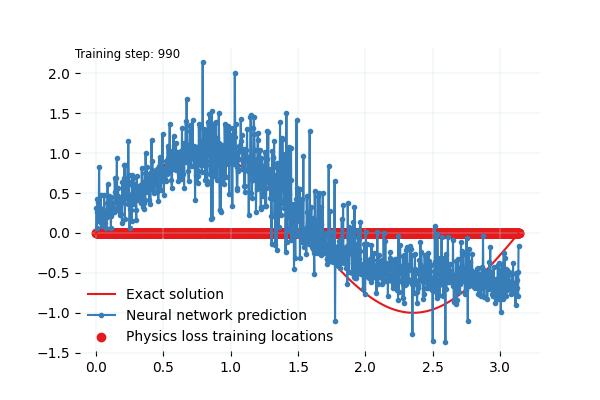 Training step: 990
2.0
1.5
1.0
0.5
0.0
−0.5
−1.0
−1.5
Exact solution
Neural network prediction
Physics loss training locations
0.0 0.5 1.0 1.5 2.0 2.5 3.0